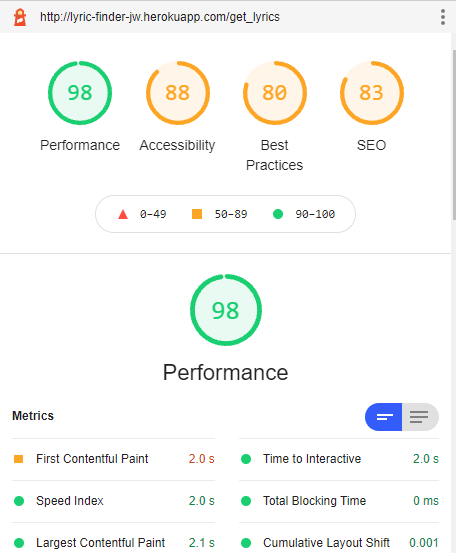 http://lyric-finder-jw.herokuapp.com/get_lyrics
98 88 80 83
Performance Accessibility Best Practices SEO
0–49 50–89 90–100
98
Performance
Metrics
First Contentful Paint 2.0 s
Time to Interactive 2.0 s
Speed Index 2.0 s
Total Blocking Time 0 ms
Largest Contentful Paint 2.1 s
Cumulative Layout Shift 0.001